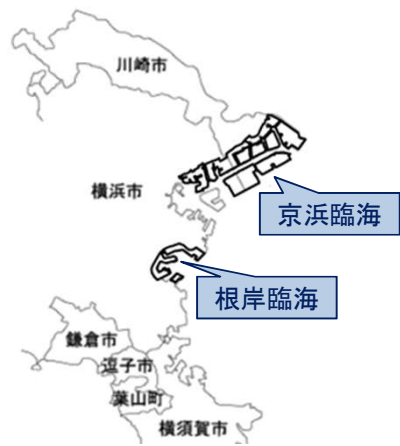 川崎市
横浜市
京浜臨海
根岸臨海
鎌倉市
逗子市
葉山町
横須賀市